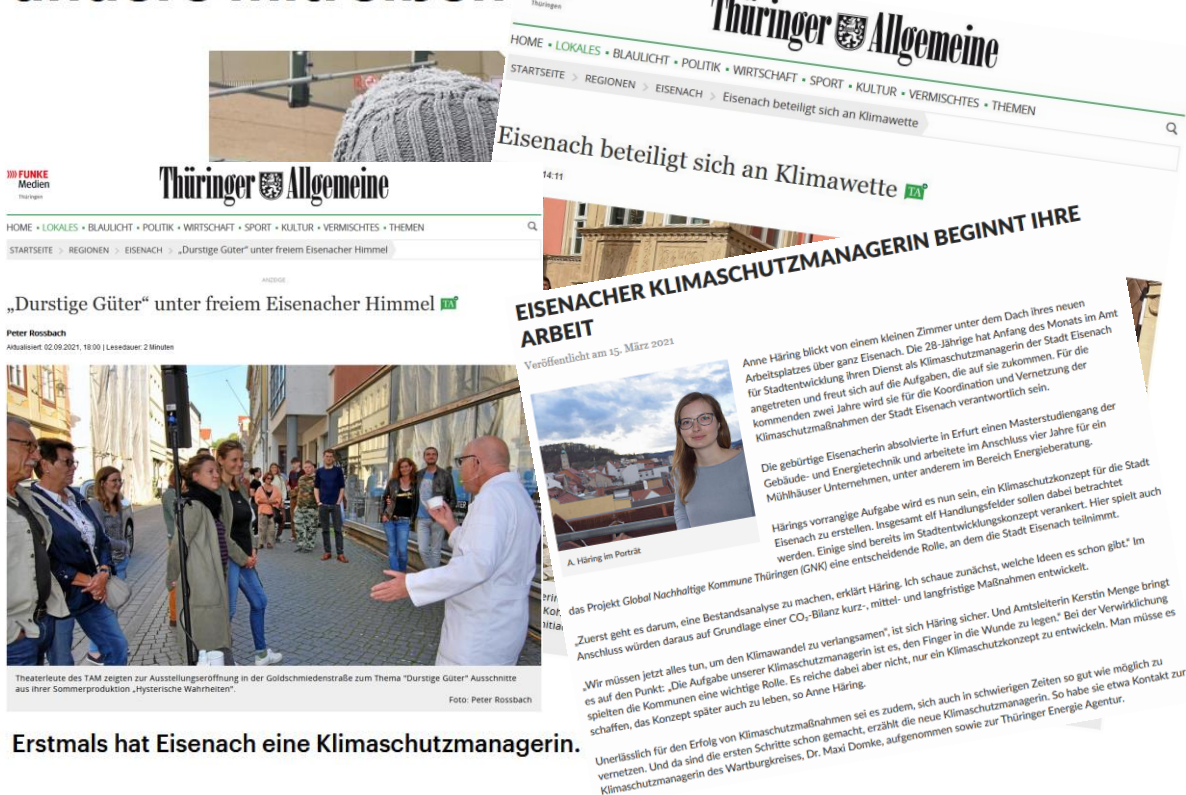 andere mitreißen
Thüringen
Thüringer Allgemeine
HOME • LOKALES • BLAULICHT • POLITIK • WIRTSCHAFT • SPORT • KULTUR • VERMISCHTES • THEMEN
STARTSEITE > REGIONEN > EISENACH > Eisenach beteiligt sich an Klimawette
Eisenach beteiligt sich an Klimawette TA
14:11
FUNKE
Medien
Thüringen
Thüringer Allgemeine
HOME • LOKALES • BLAULICHT • POLITIK • WIRTSCHAFT • SPORT • KULTUR • VERMISCHTES • THEMEN
STARTSEITE > REGIONEN > EISENACH > „Durstige Güter“ unter freiem Eisenacher Himmel
ANZEIGE
„Durstige Güter“ unter freiem Eisenacher Himmel TA
Peter Rossbach
Aktualisiert: 02.09.2021, 18:00 | Lesedauer: 2 Minuten
Theaterleute des TAM zeigten zur Ausstellungseröffnung in der Goldschmiedenstraße zum Thema "Durstige Güter" Ausschnitte
aus ihrer Sommerproduktion „Hysterische Wahrheiten“.
Foto: Peter Rossbach
Erstmals hat Eisenach eine Klimaschutzmanagerin.
EISENACHER KLIMASCHUTZMANAGERIN BEGINNT IHRE
ARBEIT
Veröffentlicht am 15. März 2021
A. Häring im Porträt
Anne Häring blickt von einem kleinen Zimmer unter dem Dach ihres neuen
Arbeitsplatzes über ganz Eisenach. Die 28-Jährige hat Anfang des Monats im Amt
für Stadtentwicklung ihren Dienst als Klimaschutzmanagerin der Stadt Eisenach
angetreten und freut sich auf die Aufgaben, die auf sie zukommen. Für die
kommenden zwei Jahre wird sie für die Koordination und Vernetzung der
Klimaschutzmaßnahmen der Stadt Eisenach verantwortlich sein.
Die gebürtige Eisenacherin absolvierte in Erfurt einen Masterstudiengang der
Gebäude- und Energietechnik und arbeitete im Anschluss vier Jahre für ein
Mühlhäuser Unternehmen, unter anderem im Bereich Energieberatung.
Härings vorrangige Aufgabe wird es nun sein, ein Klimaschutzkonzept für die Stadt
Eisenach zu erstellen. Insgesamt elf Handlungsfelder sollen dabei betrachtet
werden. Einige sind bereits im Stadtentwicklungskonzept verankert. Hier spielt auch
das Projekt Global Nachhaltige Kommune Thüringen (GNK) eine entscheidende Rolle, an dem die Stadt Eisenach teilnimmt.
„Zuerst geht es darum, eine Bestandsanalyse zu machen, erklärt Häring. Ich schaue zunächst, welche Ideen es schon gibt.“ Im
Anschluss würden daraus auf Grundlage einer CO₂-Bilanz kurz-, mittel- und langfristige Maßnahmen entwickelt.
„Wir müssen jetzt alles tun, um den Klimawandel zu verlangsamen“, ist sich Häring sicher. Und Amtsleiterin Kerstin Menge bringt
es auf den Punkt: „Die Aufgabe unserer Klimaschutzmanagerin ist es, den Finger in die Wunde zu legen.“ Bei der Verwirklichung
spielten die Kommunen eine wichtige Rolle. Es reiche dabei aber nicht, nur ein Klimaschutzkonzept zu entwickeln. Man müsse es
schaffen, das Konzept später auch zu leben, so Anne Häring.
Unerlässlich für den Erfolg von Klimaschutzmaßnahmen sei es zudem, sich auch in schwierigen Zeiten so gut wie möglich zu
vernetzen. Und da sind die ersten Schritte schon gemacht, erzählt die neue Klimaschutzmanagerin. So habe sie etwa Kontakt zur
Klimaschutzmanagerin des Wartburgkreises, Dr. Maxi Domke, aufgenommen sowie zur Thüringer Energie Agentur.